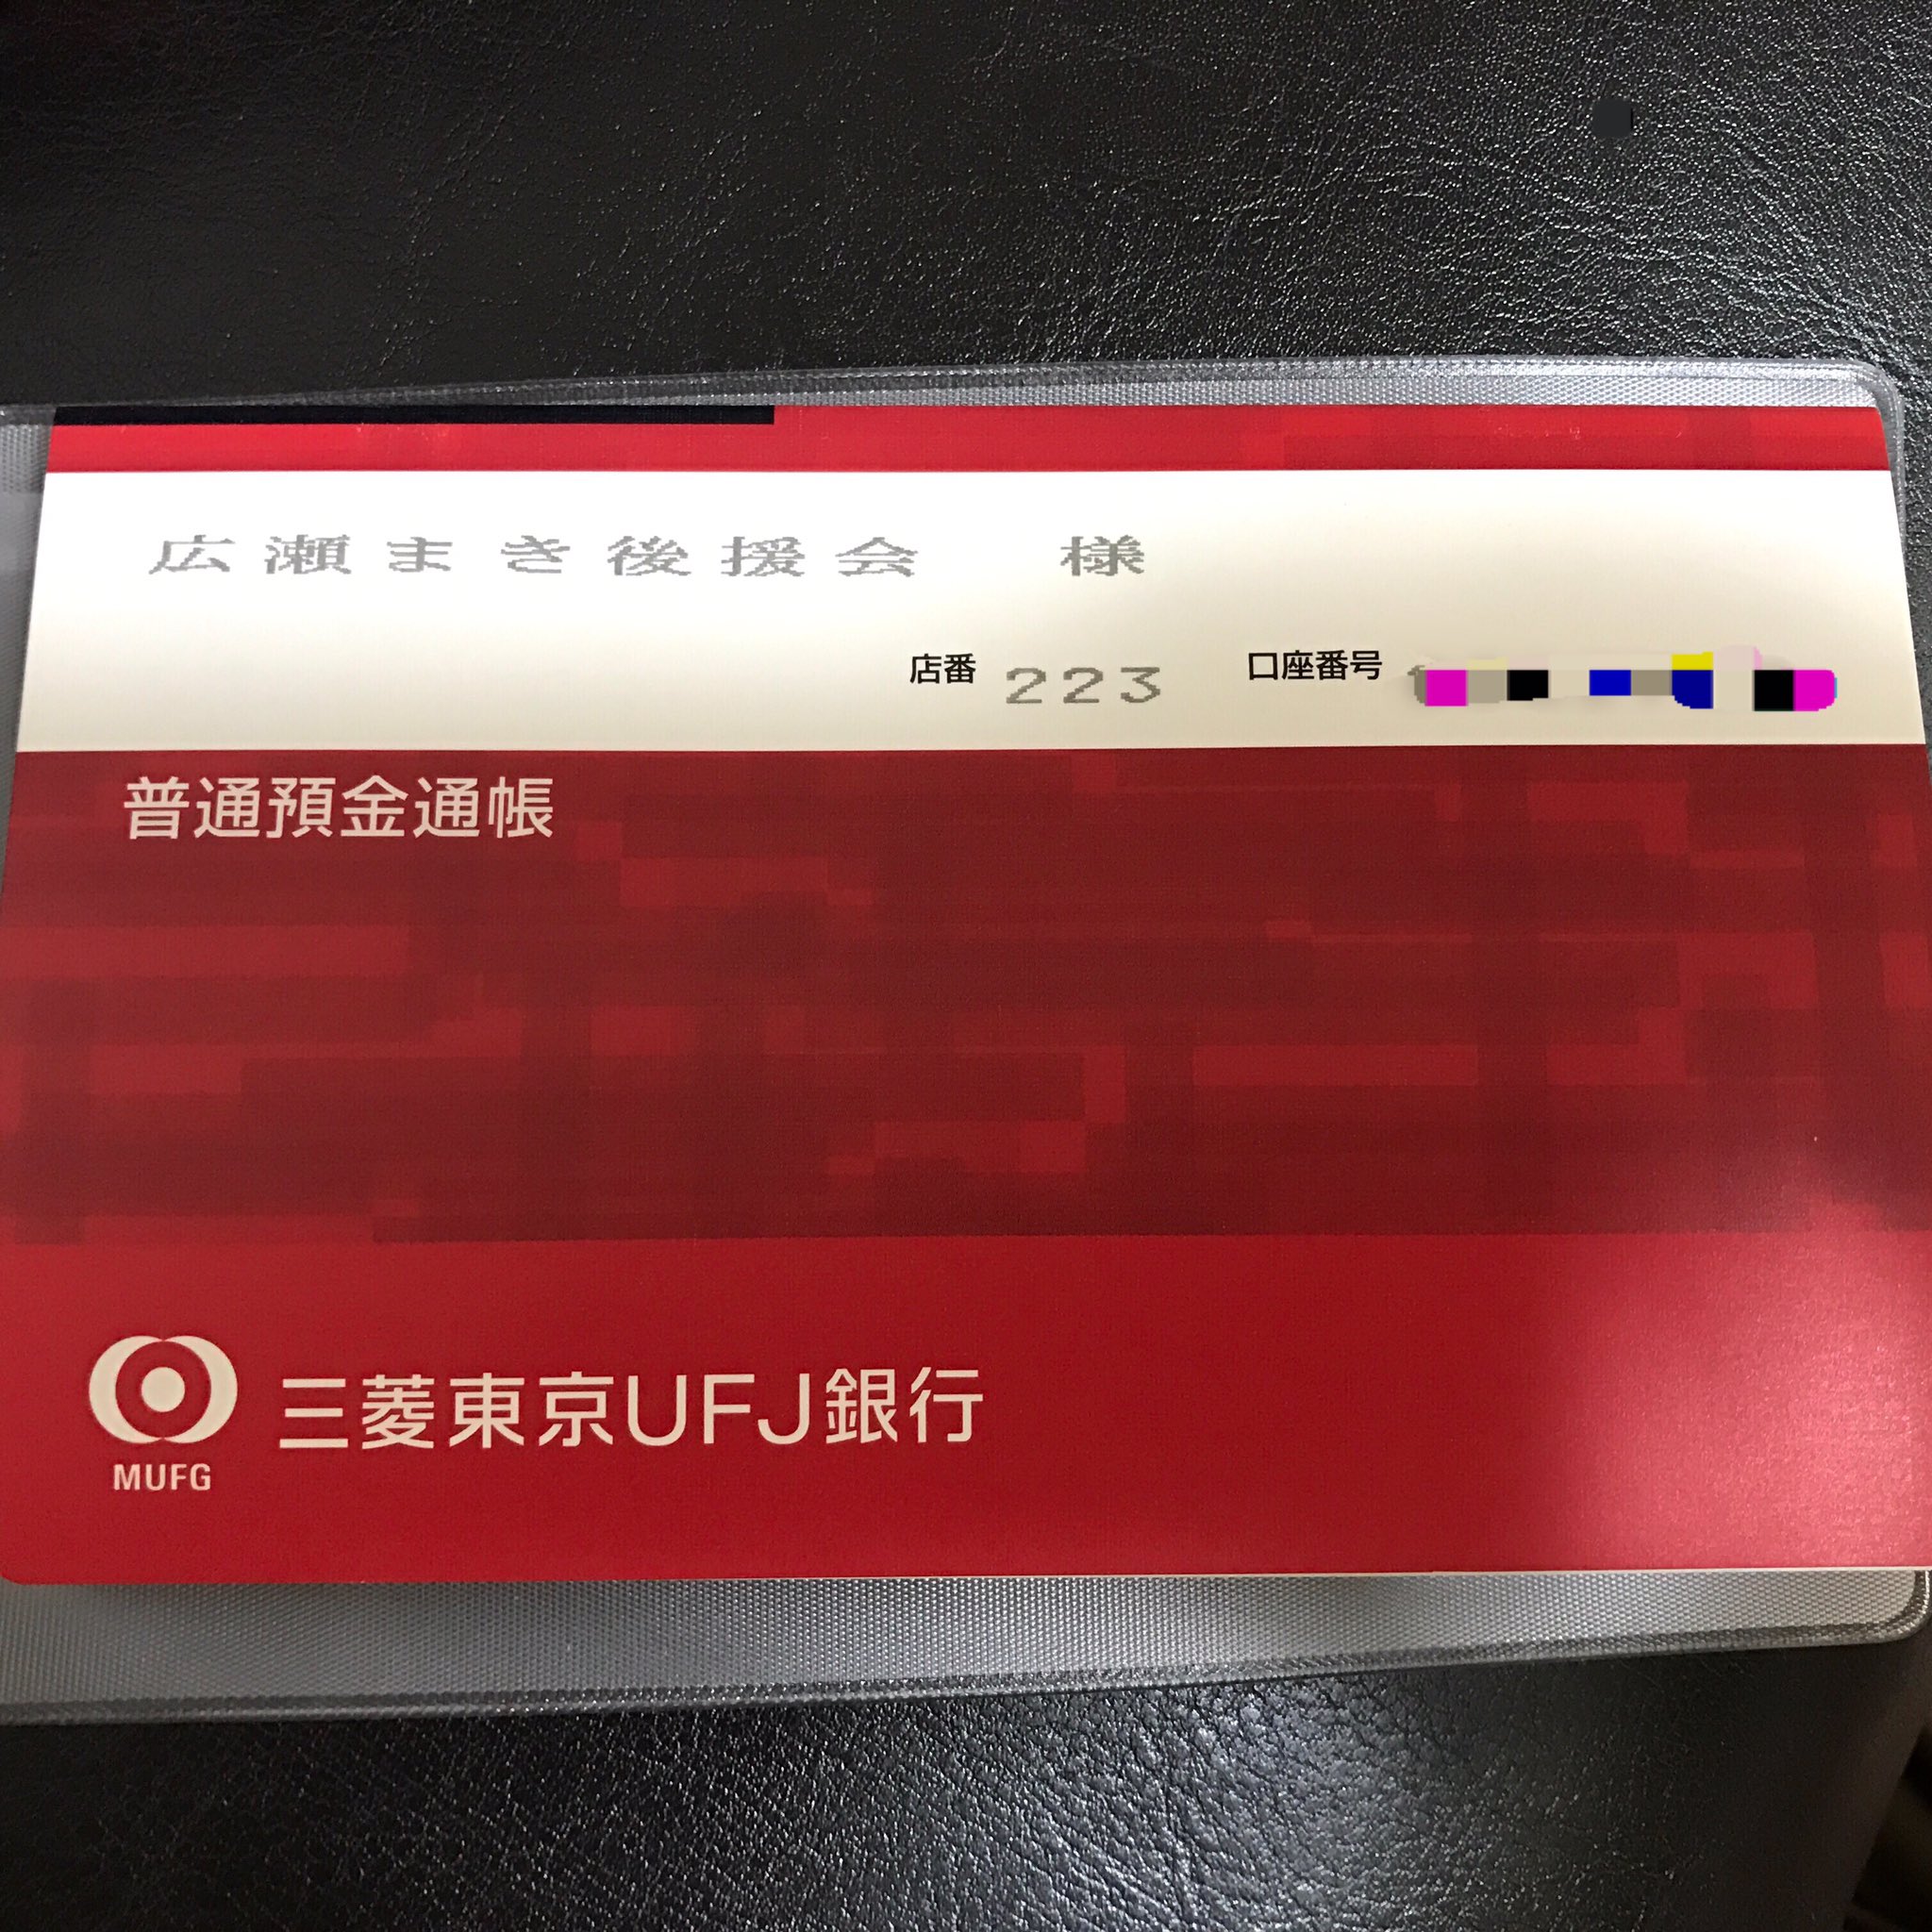 広瀬まき後援会　様
店番 223 口座番号
普通預金通帳
三菱東京UFJ銀行
MUFG